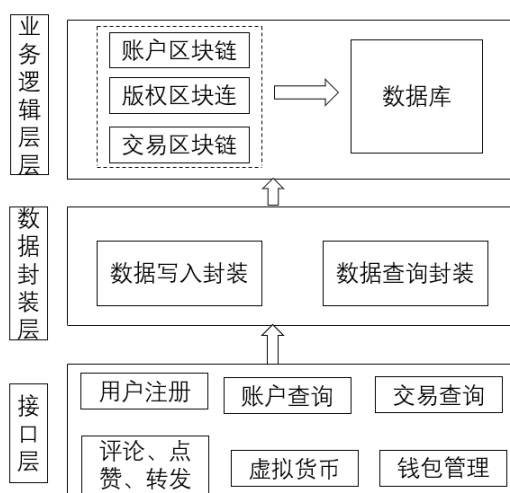 业务逻辑层层
账户区块链
版权区块连
交易区块链
数据库
数据封装层
数据写入封装
数据查询封装
接口层
用户注册
账户查询
交易查询
评论、点
赞、转发
虚拟货币
钱包管理